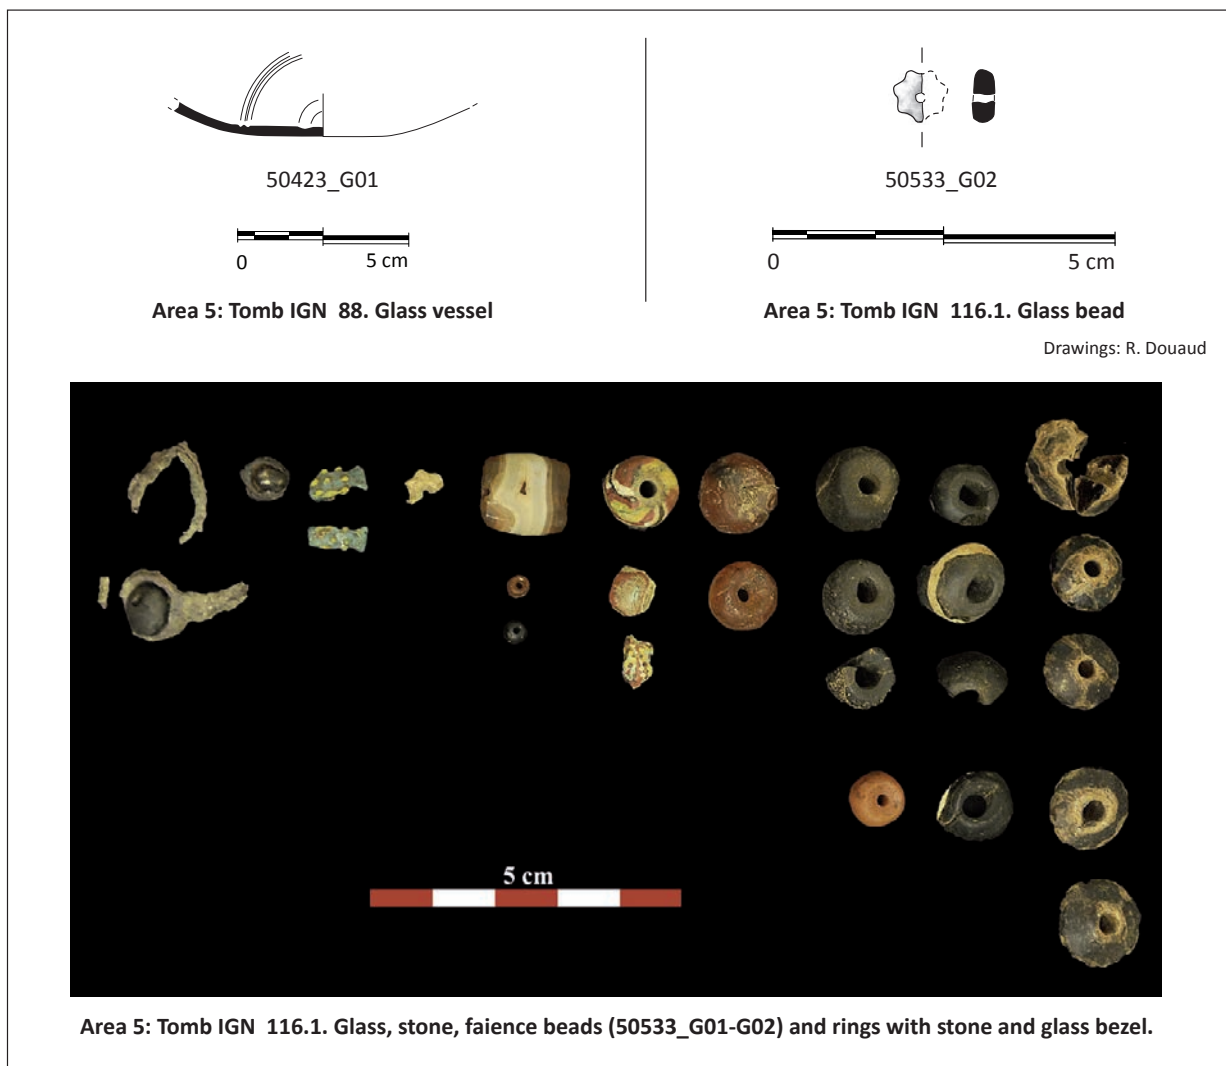 50423_G01
0 5 cm
Area 5: Tomb IGN 88. Glass vessel
50533_G02
0 5 cm
Area 5: Tomb IGN 116.1. Glass bead
Drawings: R. Douaud
5 cm
Area 5: Tomb IGN 116.1. Glass, stone, faience beads (50533_G01-G02) and rings with stone and glass bezel.